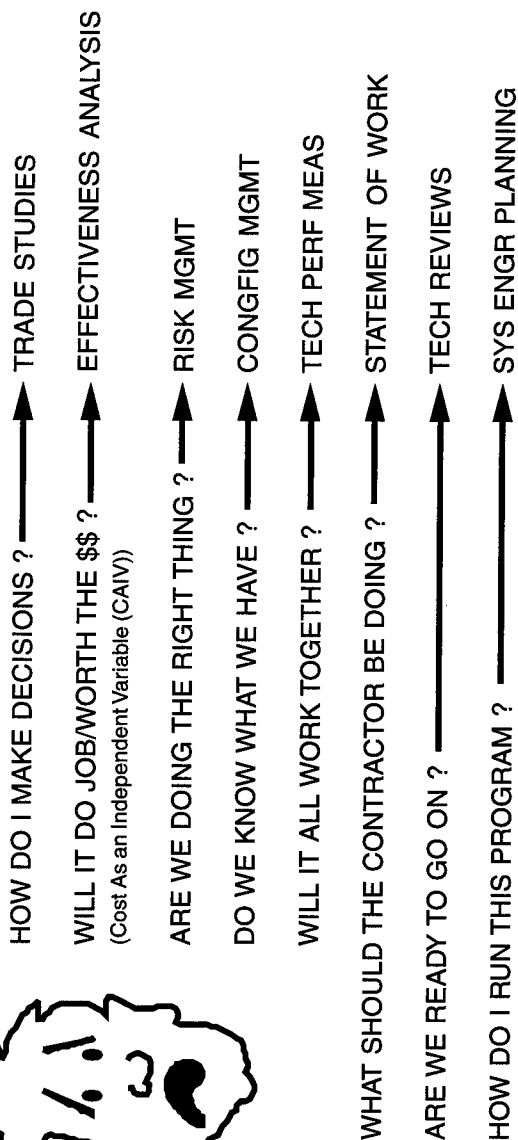 HOW DO I MAKE DECISIONS ? TRADE STUDIES
WILL IT DO JOB/WORTH THE $$ ? EFFECTIVENESS ANALYSIS
(Cost As an Independent Variable (CAIV))
ARE WE DOING THE RIGHT THING ? RISK MGMT
DO WE KNOW WHAT WE HAVE ? CONGFIG MGMT
WILL IT ALL WORK TOGETHER ? TECH PERF MEAS
WHAT SHOULD THE CONTRACTOR BE DOING ? STATEMENT OF WORK
ARE WE READY TO GO ON ? TECH REVIEWS
HOW DO I RUN THIS PROGRAM ? SYS ENGR PLANNING